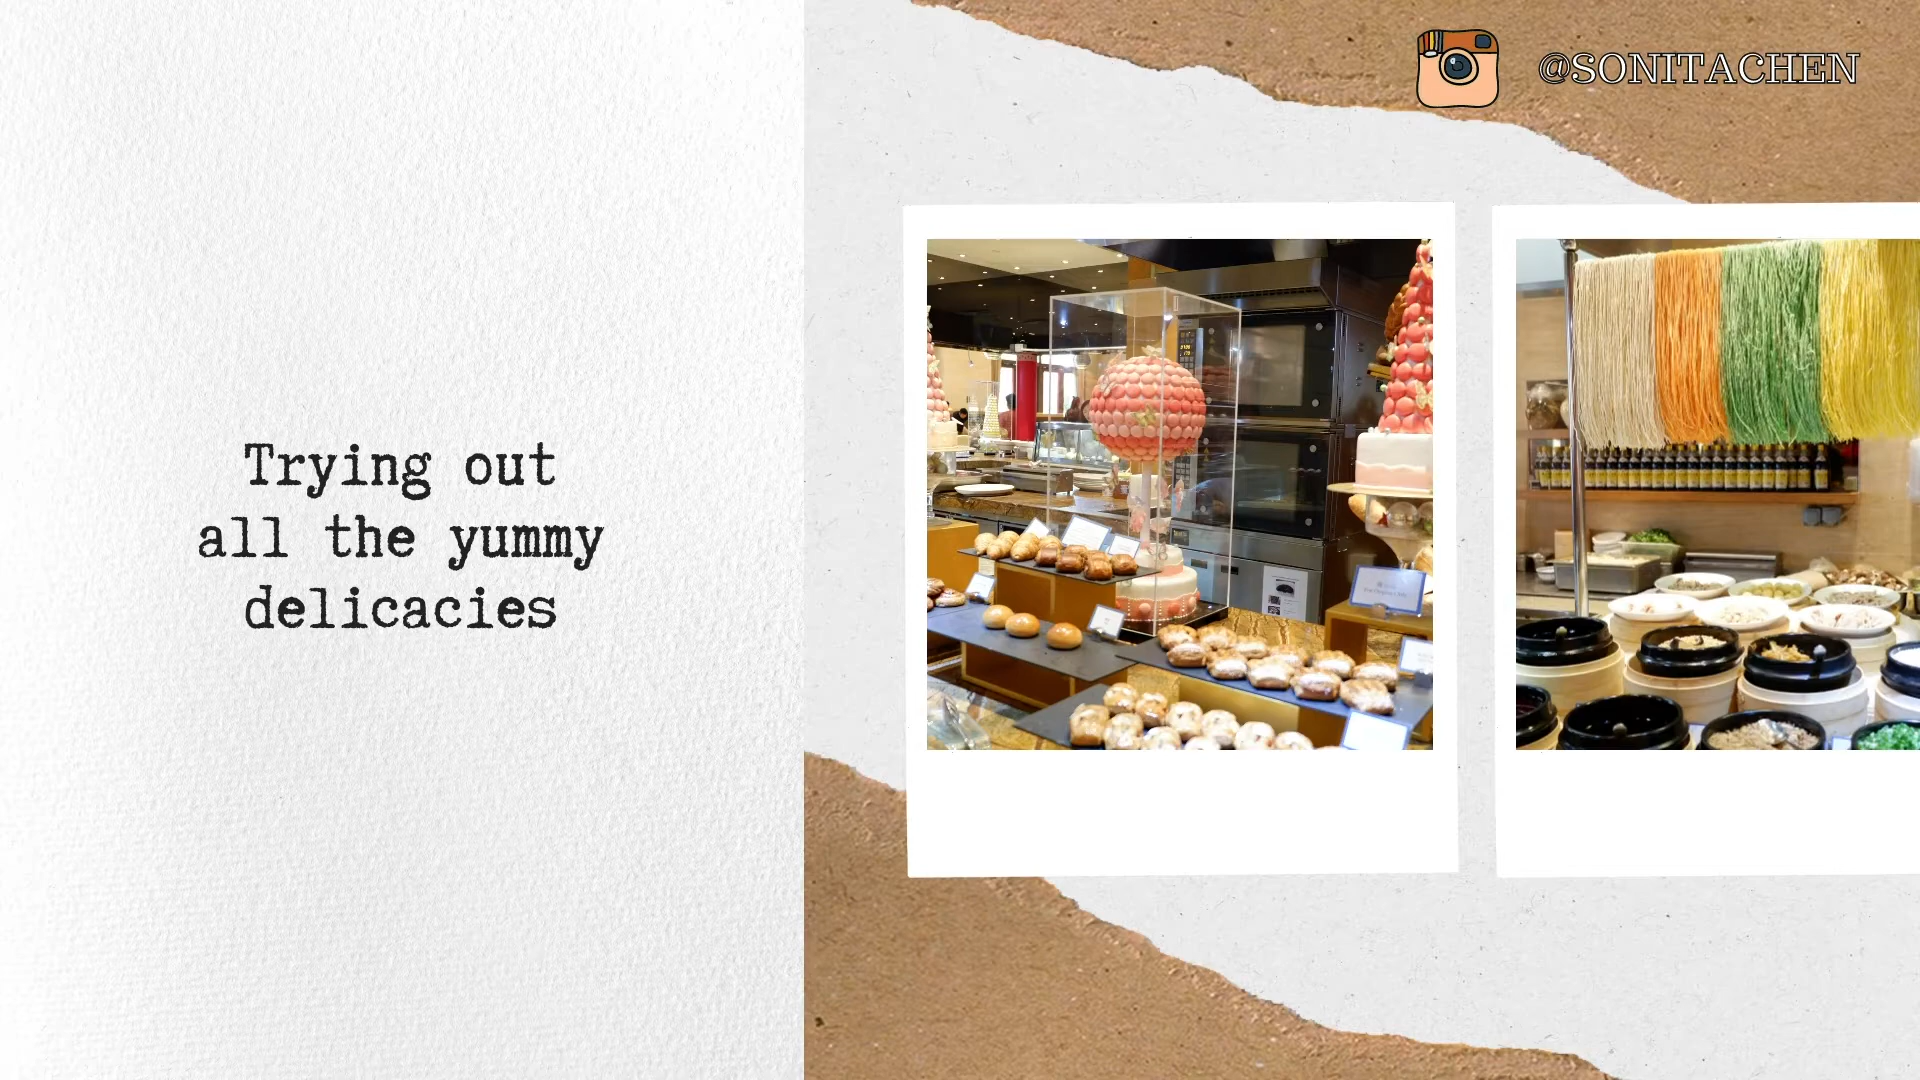 Trying out
all the yummy
delicacies
@SONITACHEN